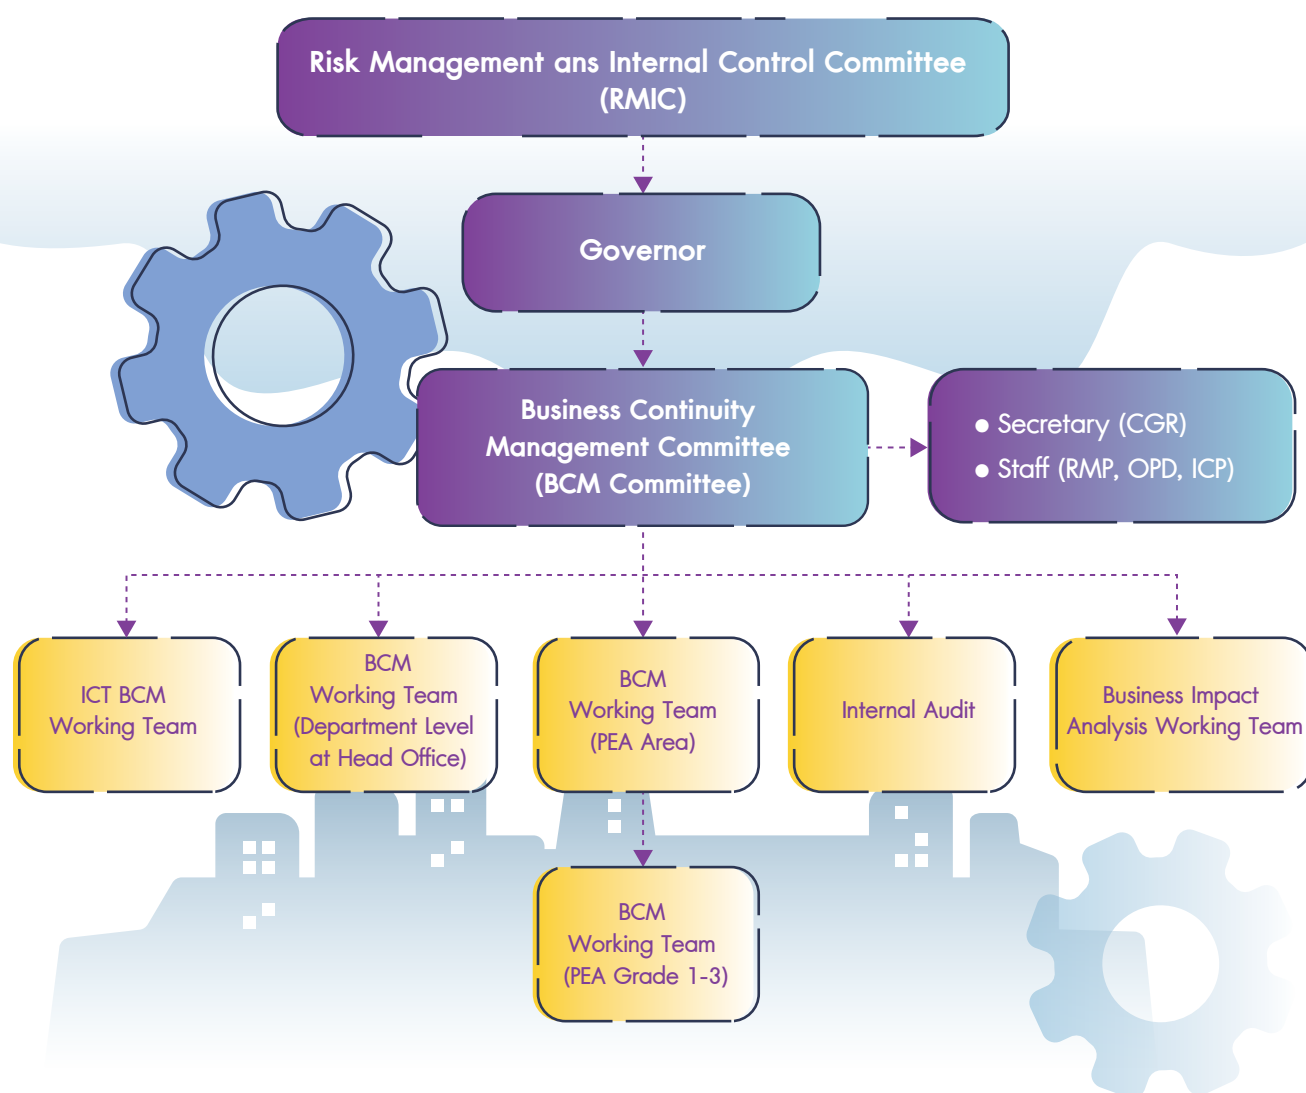 Risk Management ans Internal Control Committee
(RMIC)
Governor
Business Continuity
Management Committee
(BCM Committee)
● Secretary (CGR)
● Staff (RMP, OPD, ICP)
ICT BCM
Working Team
BCM
Working Team
(Department Level
at Head Office)
BCM
Working Team
(PEA Area)
Internal Audit
Business Impact
Analysis Working Team
BCM
Working Team
(PEA Grade 1-3)